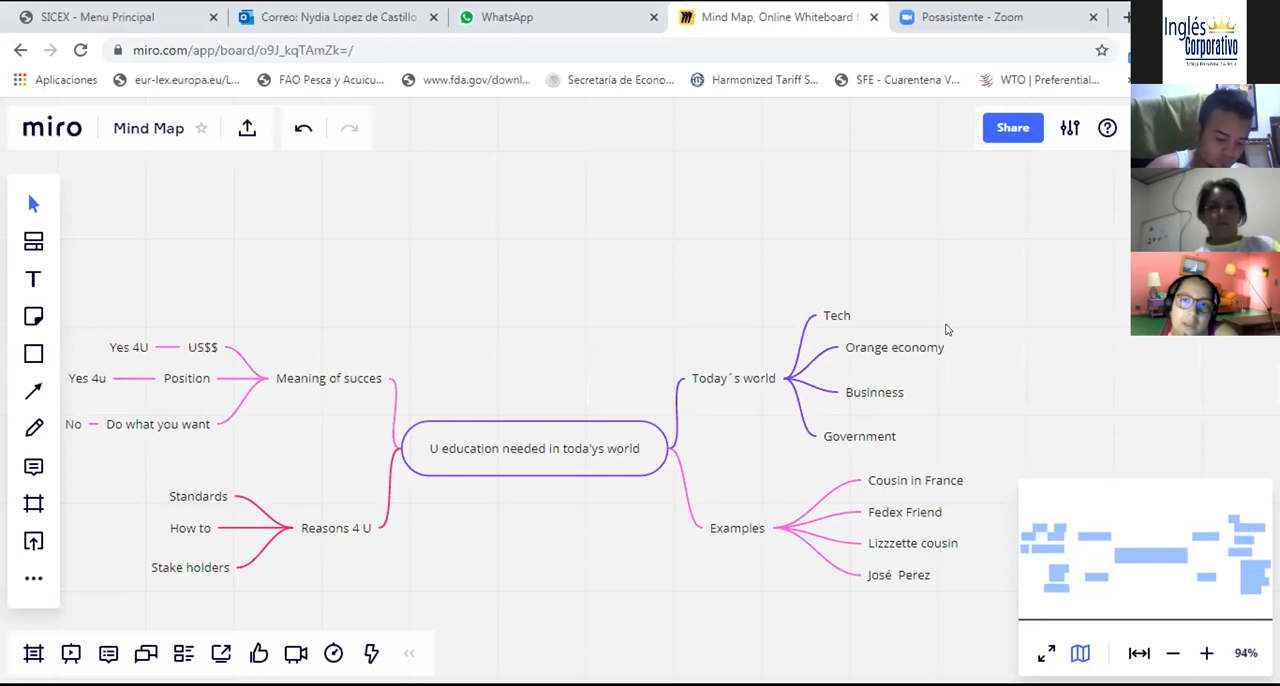 SICEX - Menu Principal
Correo: Nydia Lopez de Castillo
WhatsApp
Mind Map, Online Whiteboard f
Posasistente - Zoom
miro.com/app/board/o9J_kqTAmZk=/
Aplicaciones
eur-lex.europa.eu/L...
FAO Pesca y Acuicu...
www.fda.gov/downl...
Secretaría de Econo...
Harmonized Tariff S...
SFE - Cuarentena V...
WTO | Preferential...
Inglés
Corporativo
miro
Mind Map
Share
Tech
Orange economy
Today´s world
Businness
Government
Yes 4U
US$$
Yes 4u
Position
Meaning of succes
No
Do what you want
U education needed in toda'ys world
Standards
How to
Reasons 4 U
Stake holders
Examples
Cousin in France
Fedex Friend
Lizzzette cousin
José Perez
94%